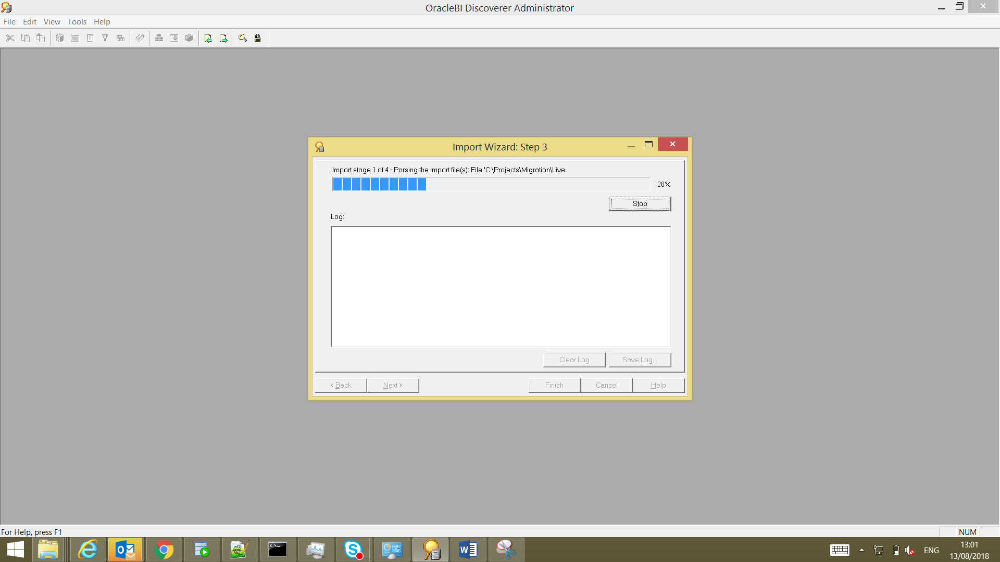 OracleBI Discoverer Administrator
File Edit View Tools Help
Import Wizard: Step 3
Import stage 1 of 4 - Parsing the import file(s): File 'C:\Projects\Migration\Live
28%
Stop
Log:
Clear Log Save Log...
< Back Next > Finish Cancel Help
For Help, press F1
NUM
ENG
13:01
13/08/2018